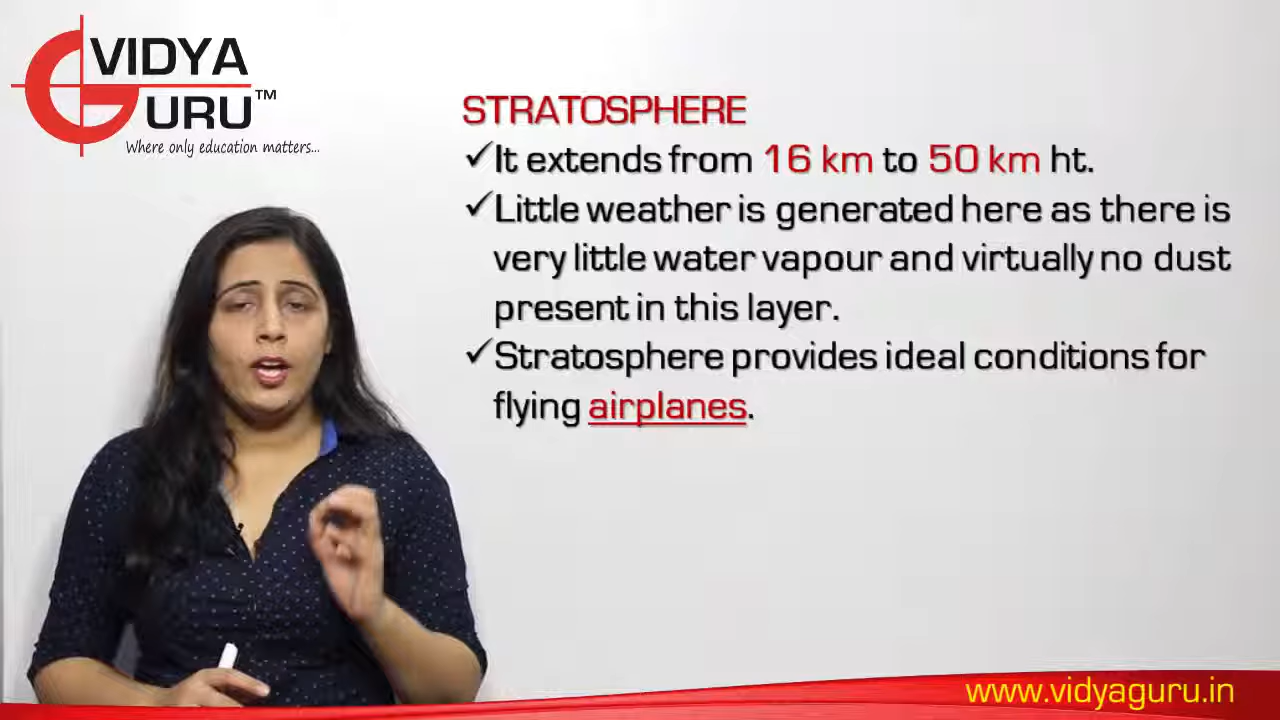 VIDYA
GURU™
Where only education matters...
STRATOSPHERE
✓It extends from 16 km to 50 km ht.
✓Little weather is generated here as there is
very little water vapour and virtually no dust
present in this layer.
✓Stratosphere provides ideal conditions for
flying airplanes.
www.vidyaguru.in